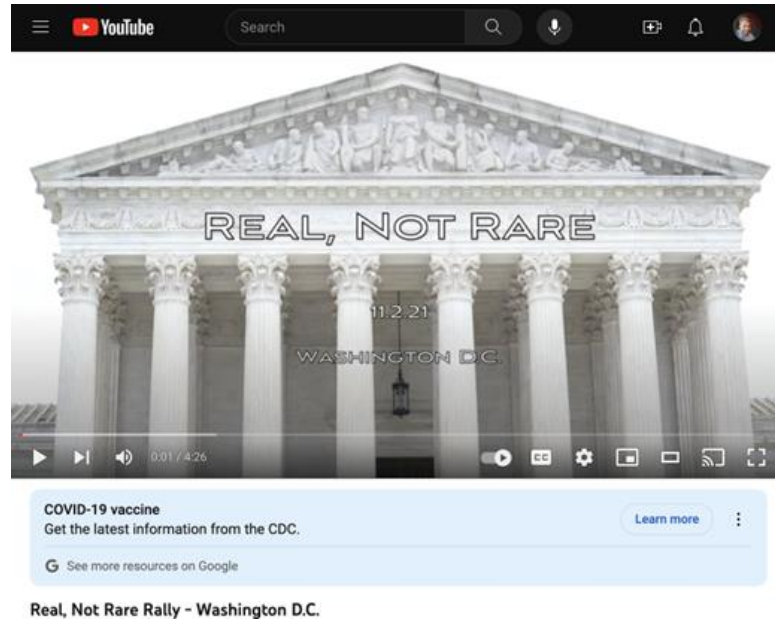 YouTube
Search
REAL, NOT RARE
11.2.21
WASHINGTON D.C.
0:01 / 4:26
CC
COVID-19 vaccine
Get the latest information from the CDC.
Learn more
G See more resources on Google
Real, Not Rare Rally - Washington D.C.